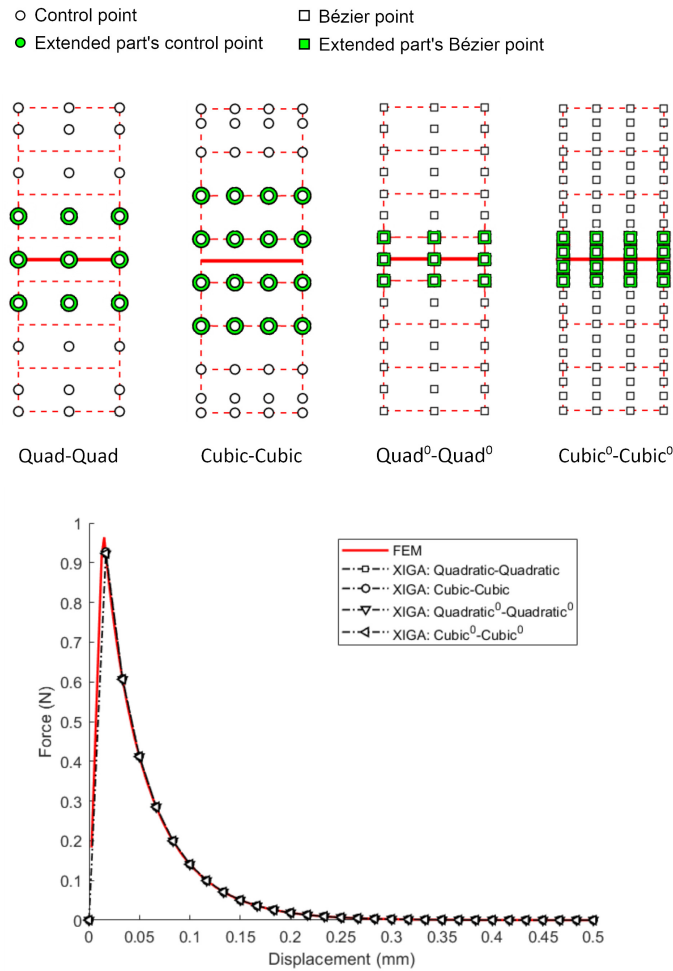 Control point
Bézier point
Extended part's control point
Extended part's Bézier point
Quad-Quad
Cubic-Cubic
Quad⁰-Quad⁰
Cubic⁰-Cubic⁰
1
0.9
0.8
0.7
0.6
0.5
0.4
0.3
0.2
0.1
0
Force (N)
FEM
XIGA: Quadratic-Quadratic
XIGA: Cubic-Cubic
XIGA: Quadratic⁰-Quadratic⁰
XIGA: Cubic⁰-Cubic⁰
0 0.05 0.1 0.15 0.2 0.25 0.3 0.35 0.4 0.45 0.5
Displacement (mm)